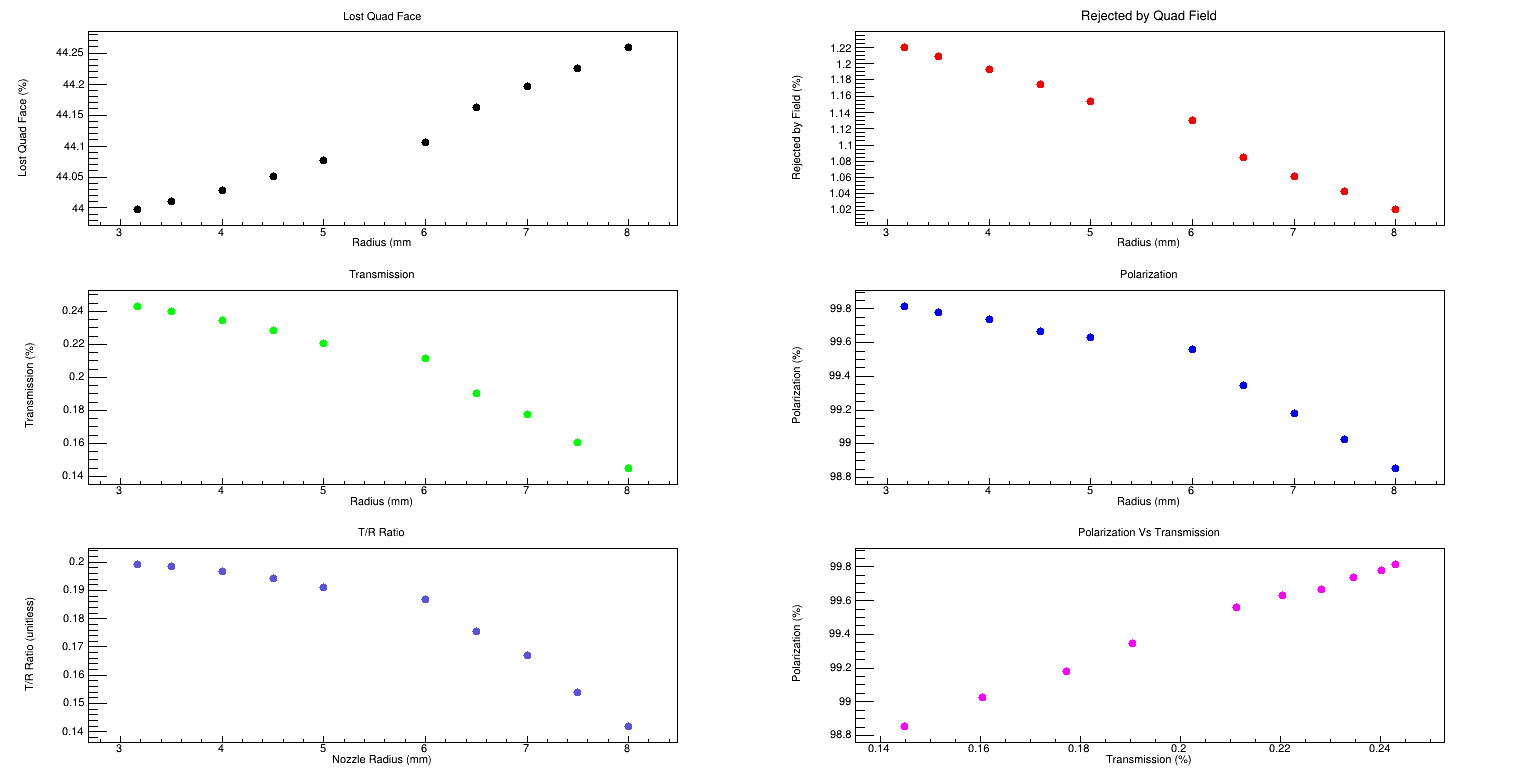 Lost Quad Face
Lost Quad Face (%)
44.25
44.2
44.15
44.1
44.05
44
3 4 5 6 7 8
Radius (mm
Rejected by Quad Field
Rejected by Field (%)
1.22
1.2
1.18
1.16
1.14
1.12
1.1
1.08
1.06
1.04
1.02
3 4 5 6 7 8
Radius (mm)
Transmission
Transmission (%)
0.24
0.22
0.2
0.18
0.16
0.14
3 4 5 6 7 8
Radius (mm)
Polarization
Polarization (%)
99.8
99.6
99.4
99.2
99
98.8
3 4 5 6 7 8
Radius (mm)
T/R Ratio
T/R Ratio (unitless)
0.2
0.19
0.18
0.17
0.16
0.15
0.14
3 4 5 6 7 8
Nozzle Radius (mm)
Polarization Vs Transmission
Polarization (%)
99.8
99.6
99.4
99.2
99
98.8
0.14 0.16 0.18 0.2 0.22 0.24
Transmission (%)